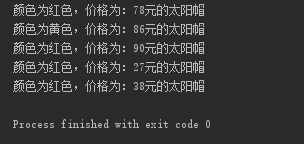 颜色为红色，价格为：78元的太阳帽
颜色为黄色，价格为：86元的太阳帽
颜色为红色，价格为：90元的太阳帽
颜色为红色，价格为：27元的太阳帽
颜色为红色，价格为：38元的太阳帽
Process finished with exit code 0